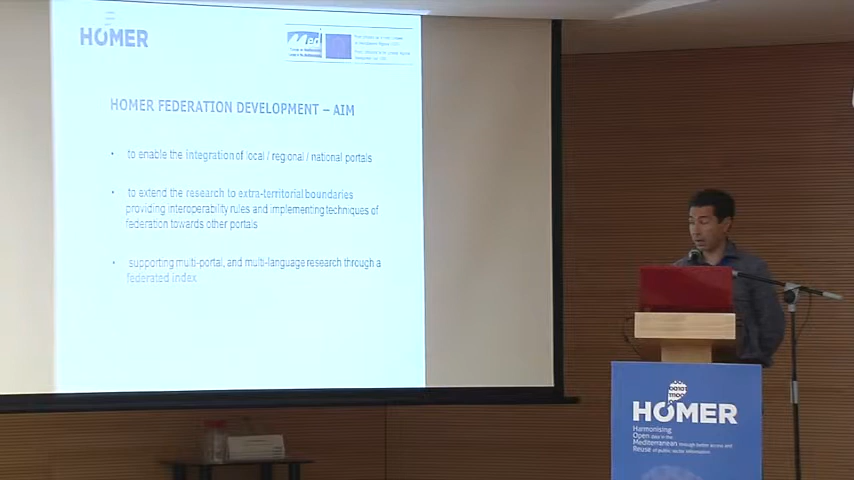 HOMER
Med
HOMER FEDERATION DEVELOPMENT – AIM
• to enable the integration of local / regional / national portals
• to extend the research to extra-territorial boundaries
providing interoperability rules and implementing techniques of
federation towards other portals
• supporting multi-portal, and multi-language research through a
federated index
HOMER
Harmonising
Open data in the
Mediterranean through better access and
Reuse of public sector information